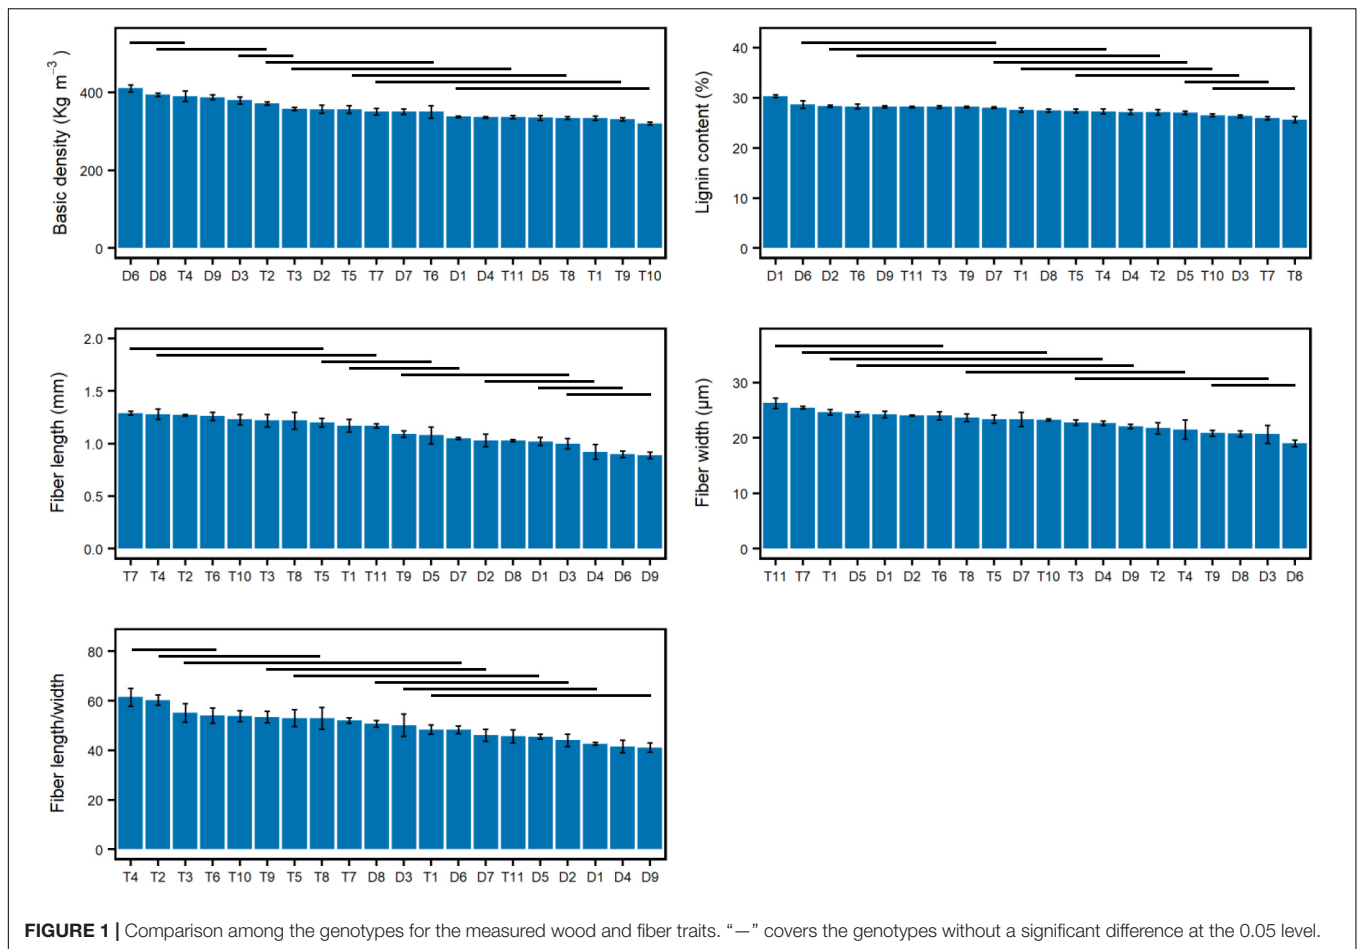 Basic density (Kg m⁻³)
400
200
0
D6 D8 T4 D9 D3 T2 T3 D2 T5 T7 D7 T6 D1 D4 T11 D5 T8 T1 T9 T10
Lignin content (%)
40
30
20
10
0
D1 D6 D2 T6 D9 T11 T3 T9 D7 T1 D8 T5 T4 D4 T2 D5 T10 D3 T7 T8
Fiber length (mm)
2.0
1.5
1.0
0.5
0.0
T7 T4 T2 T6 T10 T3 T8 T5 T1 T11 T9 D5 D7 D2 D8 D1 D3 D4 D6 D9
Fiber width (µm)
30
20
10
0
T11 T7 T1 D5 D1 D2 T6 T8 T5 D7 T10 T3 D4 D9 T2 T4 T9 D8 D3 D6
Fiber length/width
80
60
40
20
0
T4 T2 T3 T6 T10 T9 T5 T8 T7 D8 D3 T1 D6 D7 T11 D5 D2 D1 D4 D9
FIGURE 1 | Comparison among the genotypes for the measured wood and fiber traits. “—” covers the genotypes without a significant difference at the 0.05 level.